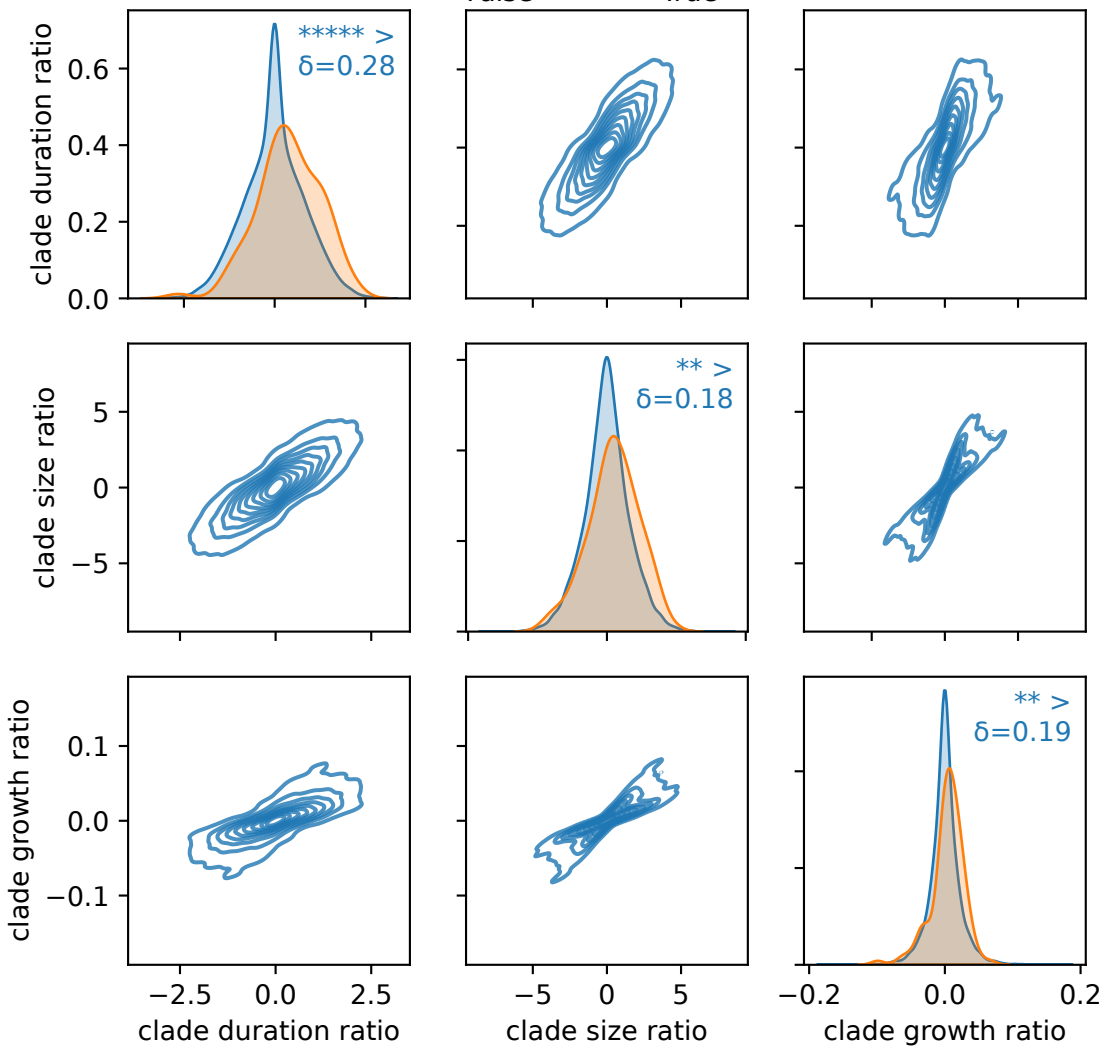 clade duration ratio
0.6
0.4
0.2
0.0
***** >
δ=0.28
clade size ratio
5
0
−5
** >
δ=0.18
clade growth ratio
0.1
0.0
−0.1
** >
δ=0.19
−2.5 0.0 2.5
−5 0 5
−0.2 0.0 0.2
clade duration ratio
clade size ratio
clade growth ratio